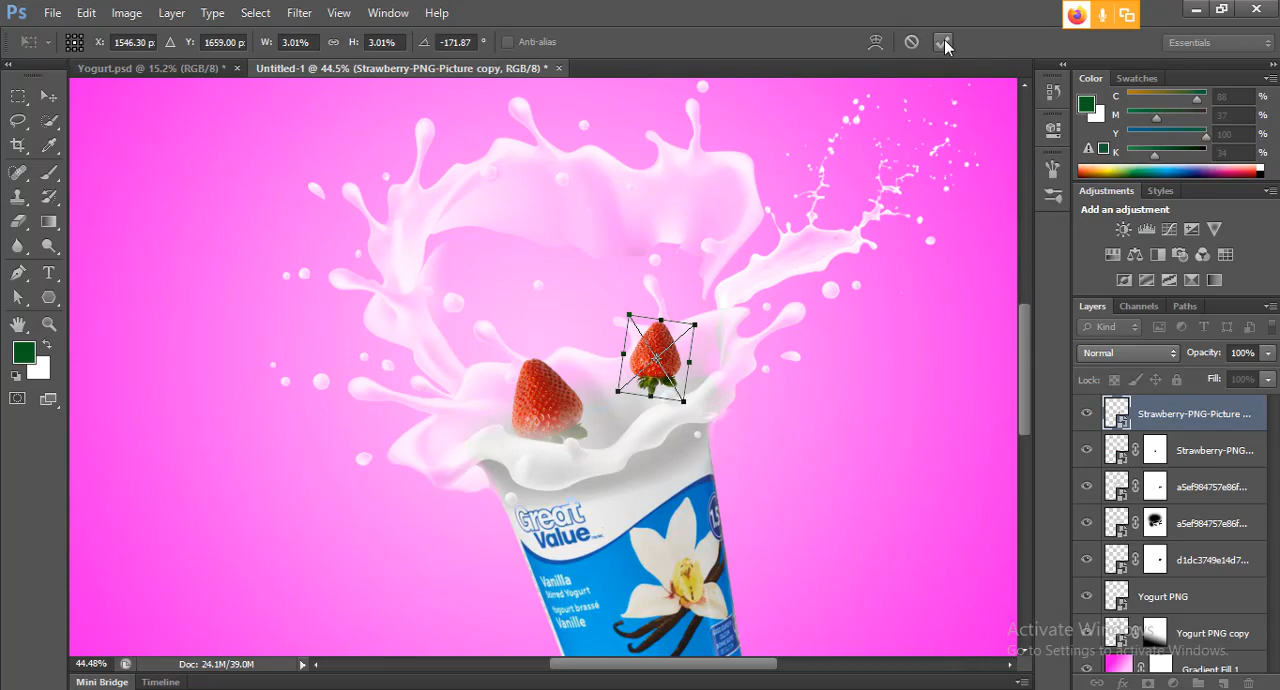 Ps File Edit Image Layer Type Select Filter View Window Help
X: 1546.30 p: Y: 1659.00 p: W: 3.01% H: 3.01% -171.87 ° Anti-alias Essentials
Yogurt.psd @ 15.2% (RGB/8) * × Untitled-1 @ 44.5% (Strawberry-PNG-Picture copy, RGB/8) * ×
Color Swatches
C 88 %
M 37 %
Y 100 %
K 34 %
Adjustments Styles
Add an adjustment
Layers Channels Paths
Kind
Normal Opacity: 100%
Lock: Fill: 100%
Strawberry-PNG-Picture ...
Strawberry-PNG...
a5ef984757e86f...
a5ef984757e86f...
d1dc3749e14d7...
Yogurt PNG
Yogurt PNG copy
Gradient Fill 1
Great
Value
Vanilla
Stirred Yogurt
Yogourt brassé
Vanille
Activate Windows
Go to Settings to activate Windows.
44.48% Doc: 24.1M/39.0M
Mini Bridge Timeline